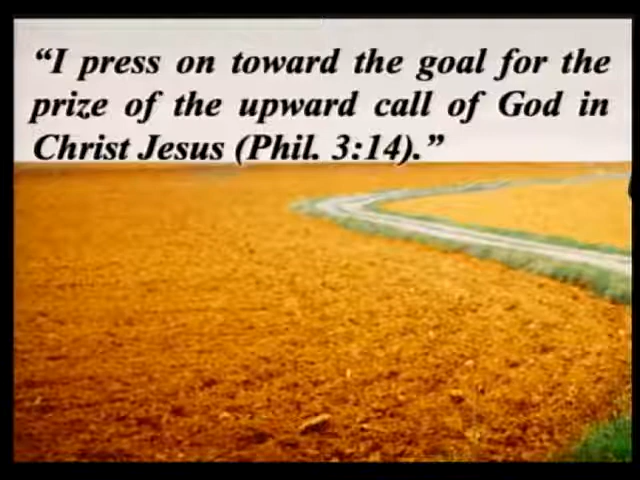 “I press on toward the goal for the
prize of the upward call of God in
Christ Jesus (Phil. 3:14).”